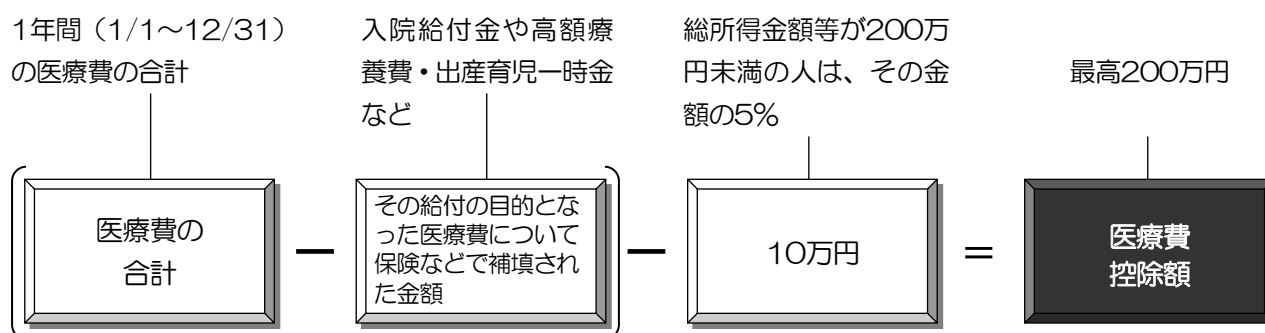 1年間（1/1～12/31）
の医療費の合計
入院給付金や高額療
養費・出産育児一時金
など
総所得金額等が200万
円未満の人は、その金
額の5％
最高200万円
医療費の
合計
－
その給付の目的とな
った医療費について
保険などで補填され
た金額
－
10万円
＝
医療費
控除額